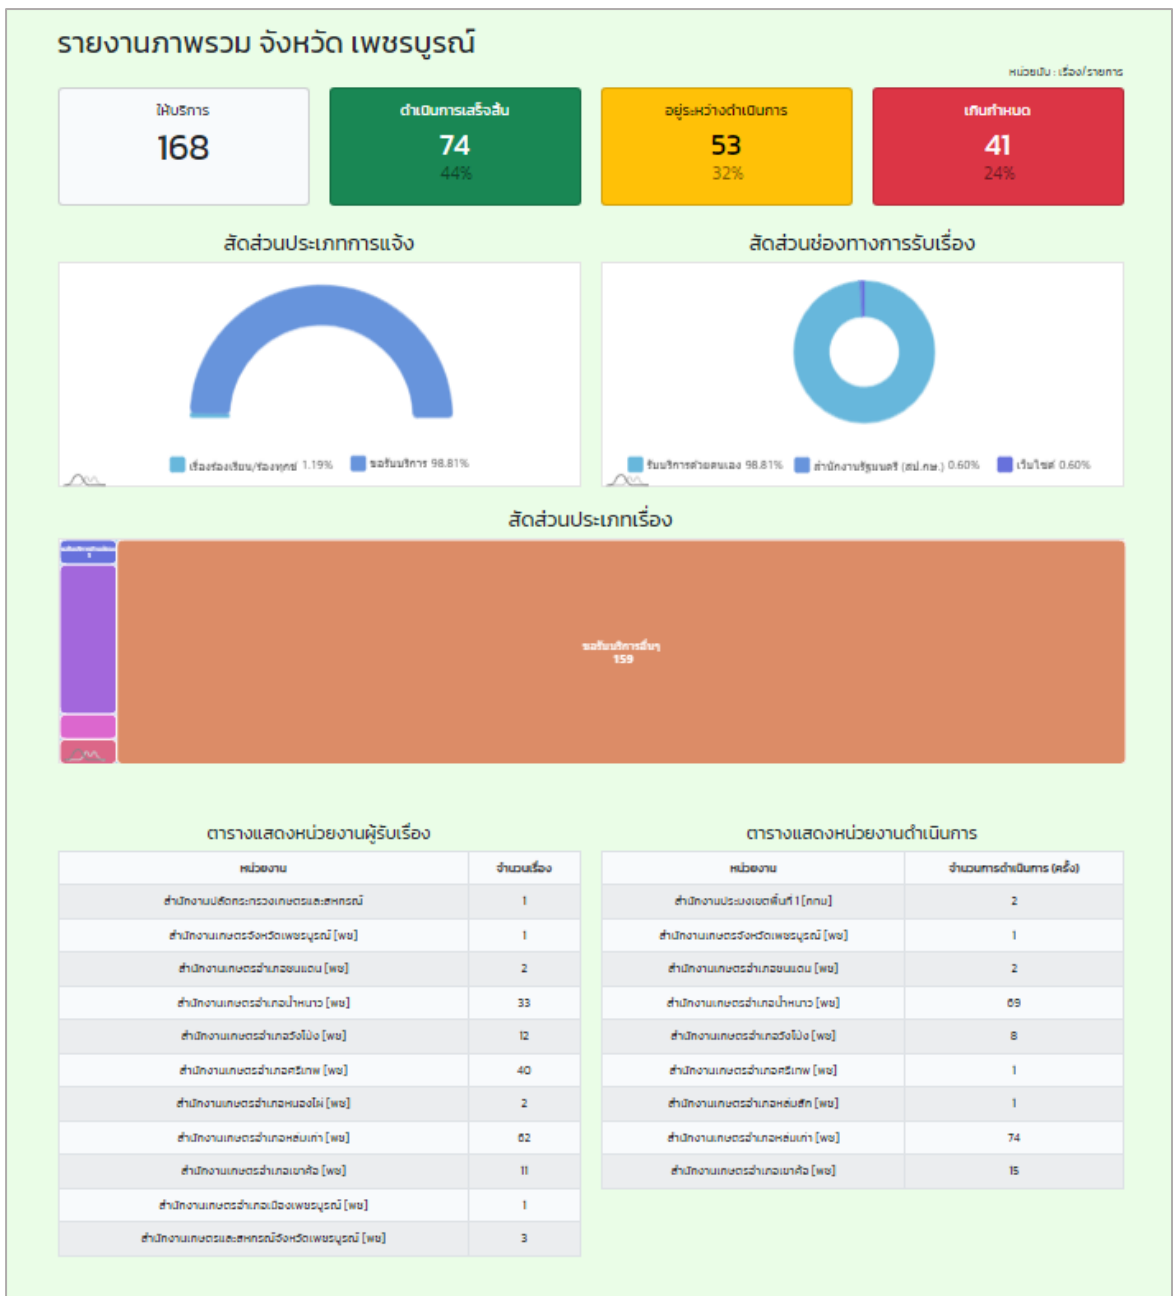 รายงานภาพรวม จังหวัด เพชรบูรณ์
หน่วยนับ : เรื่อง/รายการ
ให้บริการ
168
ดำเนินการเสร็จสิ้น
74
44%
อยู่ระหว่างดำเนินการ
53
32%
เกินกำหนด
41
24%
สัดส่วนประเภทการแจ้ง
สัดส่วนช่องทางการรับเรื่อง
เรื่องร้องเรียน/ร้องทุกข์ 1.19% ขอรับบริการ 98.81%
รับบริการด้วยตนเอง 98.81% สำนักงานรัฐมนตรี (สป.กษ.) 0.60% เว็บไซต์ 0.60%
สัดส่วนประเภทเรื่อง
ขอรับบริการอื่นๆ
159
ตารางแสดงหน่วยงานผู้รับเรื่อง
หน่วยงาน จำนวนเรื่อง
สำนักงานปลัดกระทรวงเกษตรและสหกรณ์ 1
สำนักงานเกษตรจังหวัดเพชรบูรณ์ [พช] 1
สำนักงานเกษตรอำเภอชนแดน [พช] 2
สำนักงานเกษตรอำเภอน้ำหนาว [พช] 33
สำนักงานเกษตรอำเภอวังโป่ง [พช] 12
สำนักงานเกษตรอำเภอศรีเทพ [พช] 40
สำนักงานเกษตรอำเภอหนองไผ่ [พช] 2
สำนักงานเกษตรอำเภอหล่มเก่า [พช] 62
สำนักงานเกษตรอำเภอเขาค้อ [พช] 11
สำนักงานเกษตรอำเภอเมืองเพชรบูรณ์ [พช] 1
สำนักงานเกษตรและสหกรณ์จังหวัดเพชรบูรณ์ [พช] 3
ตารางแสดงหน่วยงานดำเนินการ
หน่วยงาน จำนวนการดำเนินการ (ครั้ง)
สำนักงานประมงเขตพื้นที่ 1 [กทม] 2
สำนักงานเกษตรจังหวัดเพชรบูรณ์ [พช] 1
สำนักงานเกษตรอำเภอชนแดน [พช] 2
สำนักงานเกษตรอำเภอน้ำหนาว [พช] 69
สำนักงานเกษตรอำเภอวังโป่ง [พช] 8
สำนักงานเกษตรอำเภอศรีเทพ [พช] 1
สำนักงานเกษตรอำเภอหล่มสัก [พช] 1
สำนักงานเกษตรอำเภอหล่มเก่า [พช] 74
สำนักงานเกษตรอำเภอเขาค้อ [พช] 15